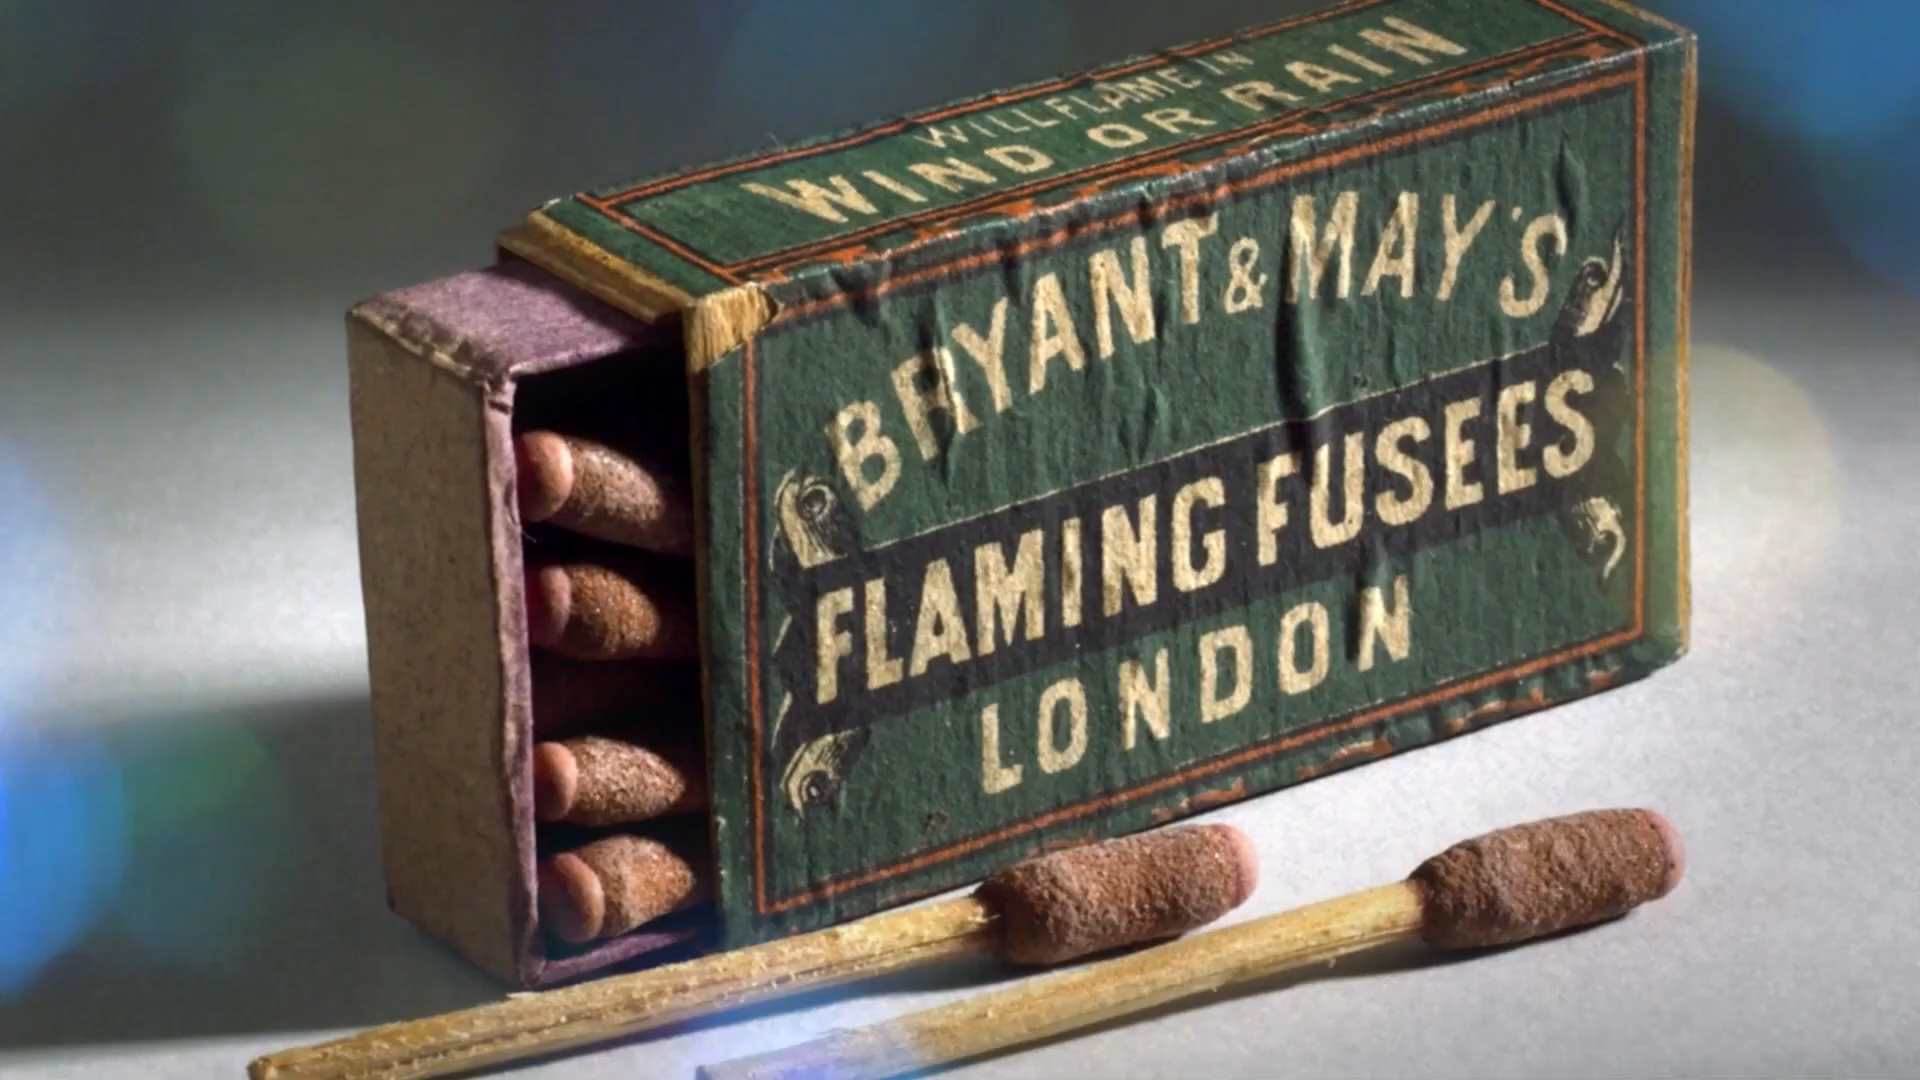 WILL FLAME IN
WIND OR RAIN
BRYANT & MAY'S
FLAMING FUSEES
LONDON